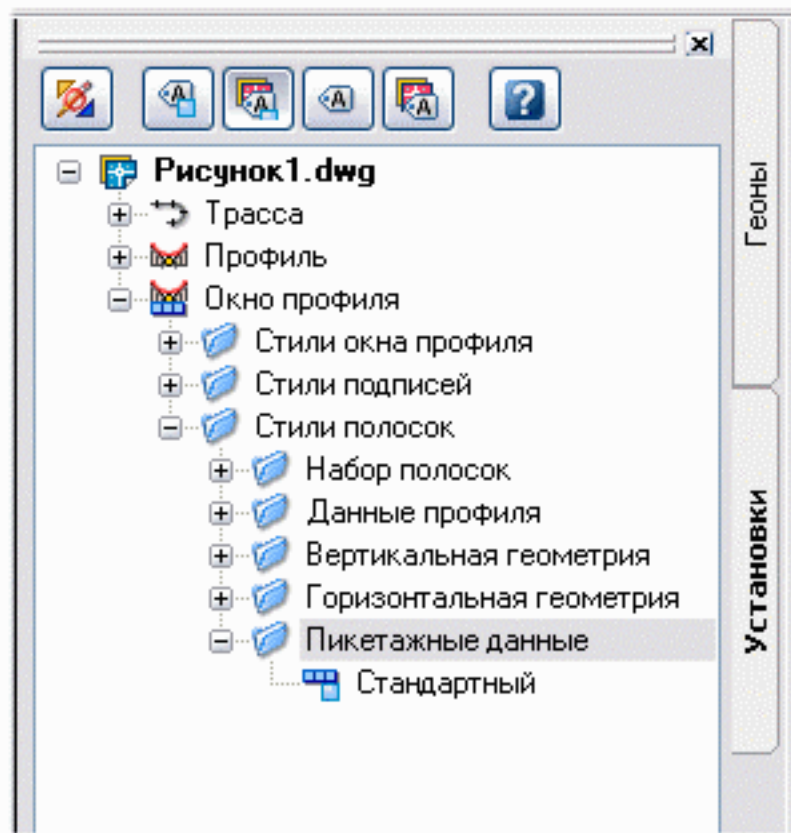 Рисунок1.dwg
Трасса
Профиль
Окно профиля
Стили окна профиля
Стили подписей
Стили полосок
Набор полосок
Данные профиля
Вертикальная геометрия
Горизонтальная геометрия
Пикетажные данные
Стандартный
Геоны
Установки